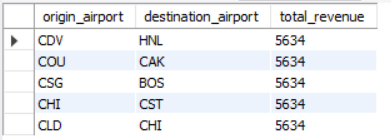 origin_airport destination_airport total_revenue
CDV HNL 5634
COU CAK 5634
CSG BOS 5634
CHI CST 5634
CLD CHI 5634